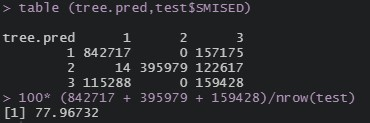 > table (tree.pred,test$SMISED)
tree.pred 1 2 3
1 842717 0 157175
2 14 395979 122617
3 115288 0 159428
> 100* (842717 + 395979 + 159428)/nrow(test)
[1] 77.96732